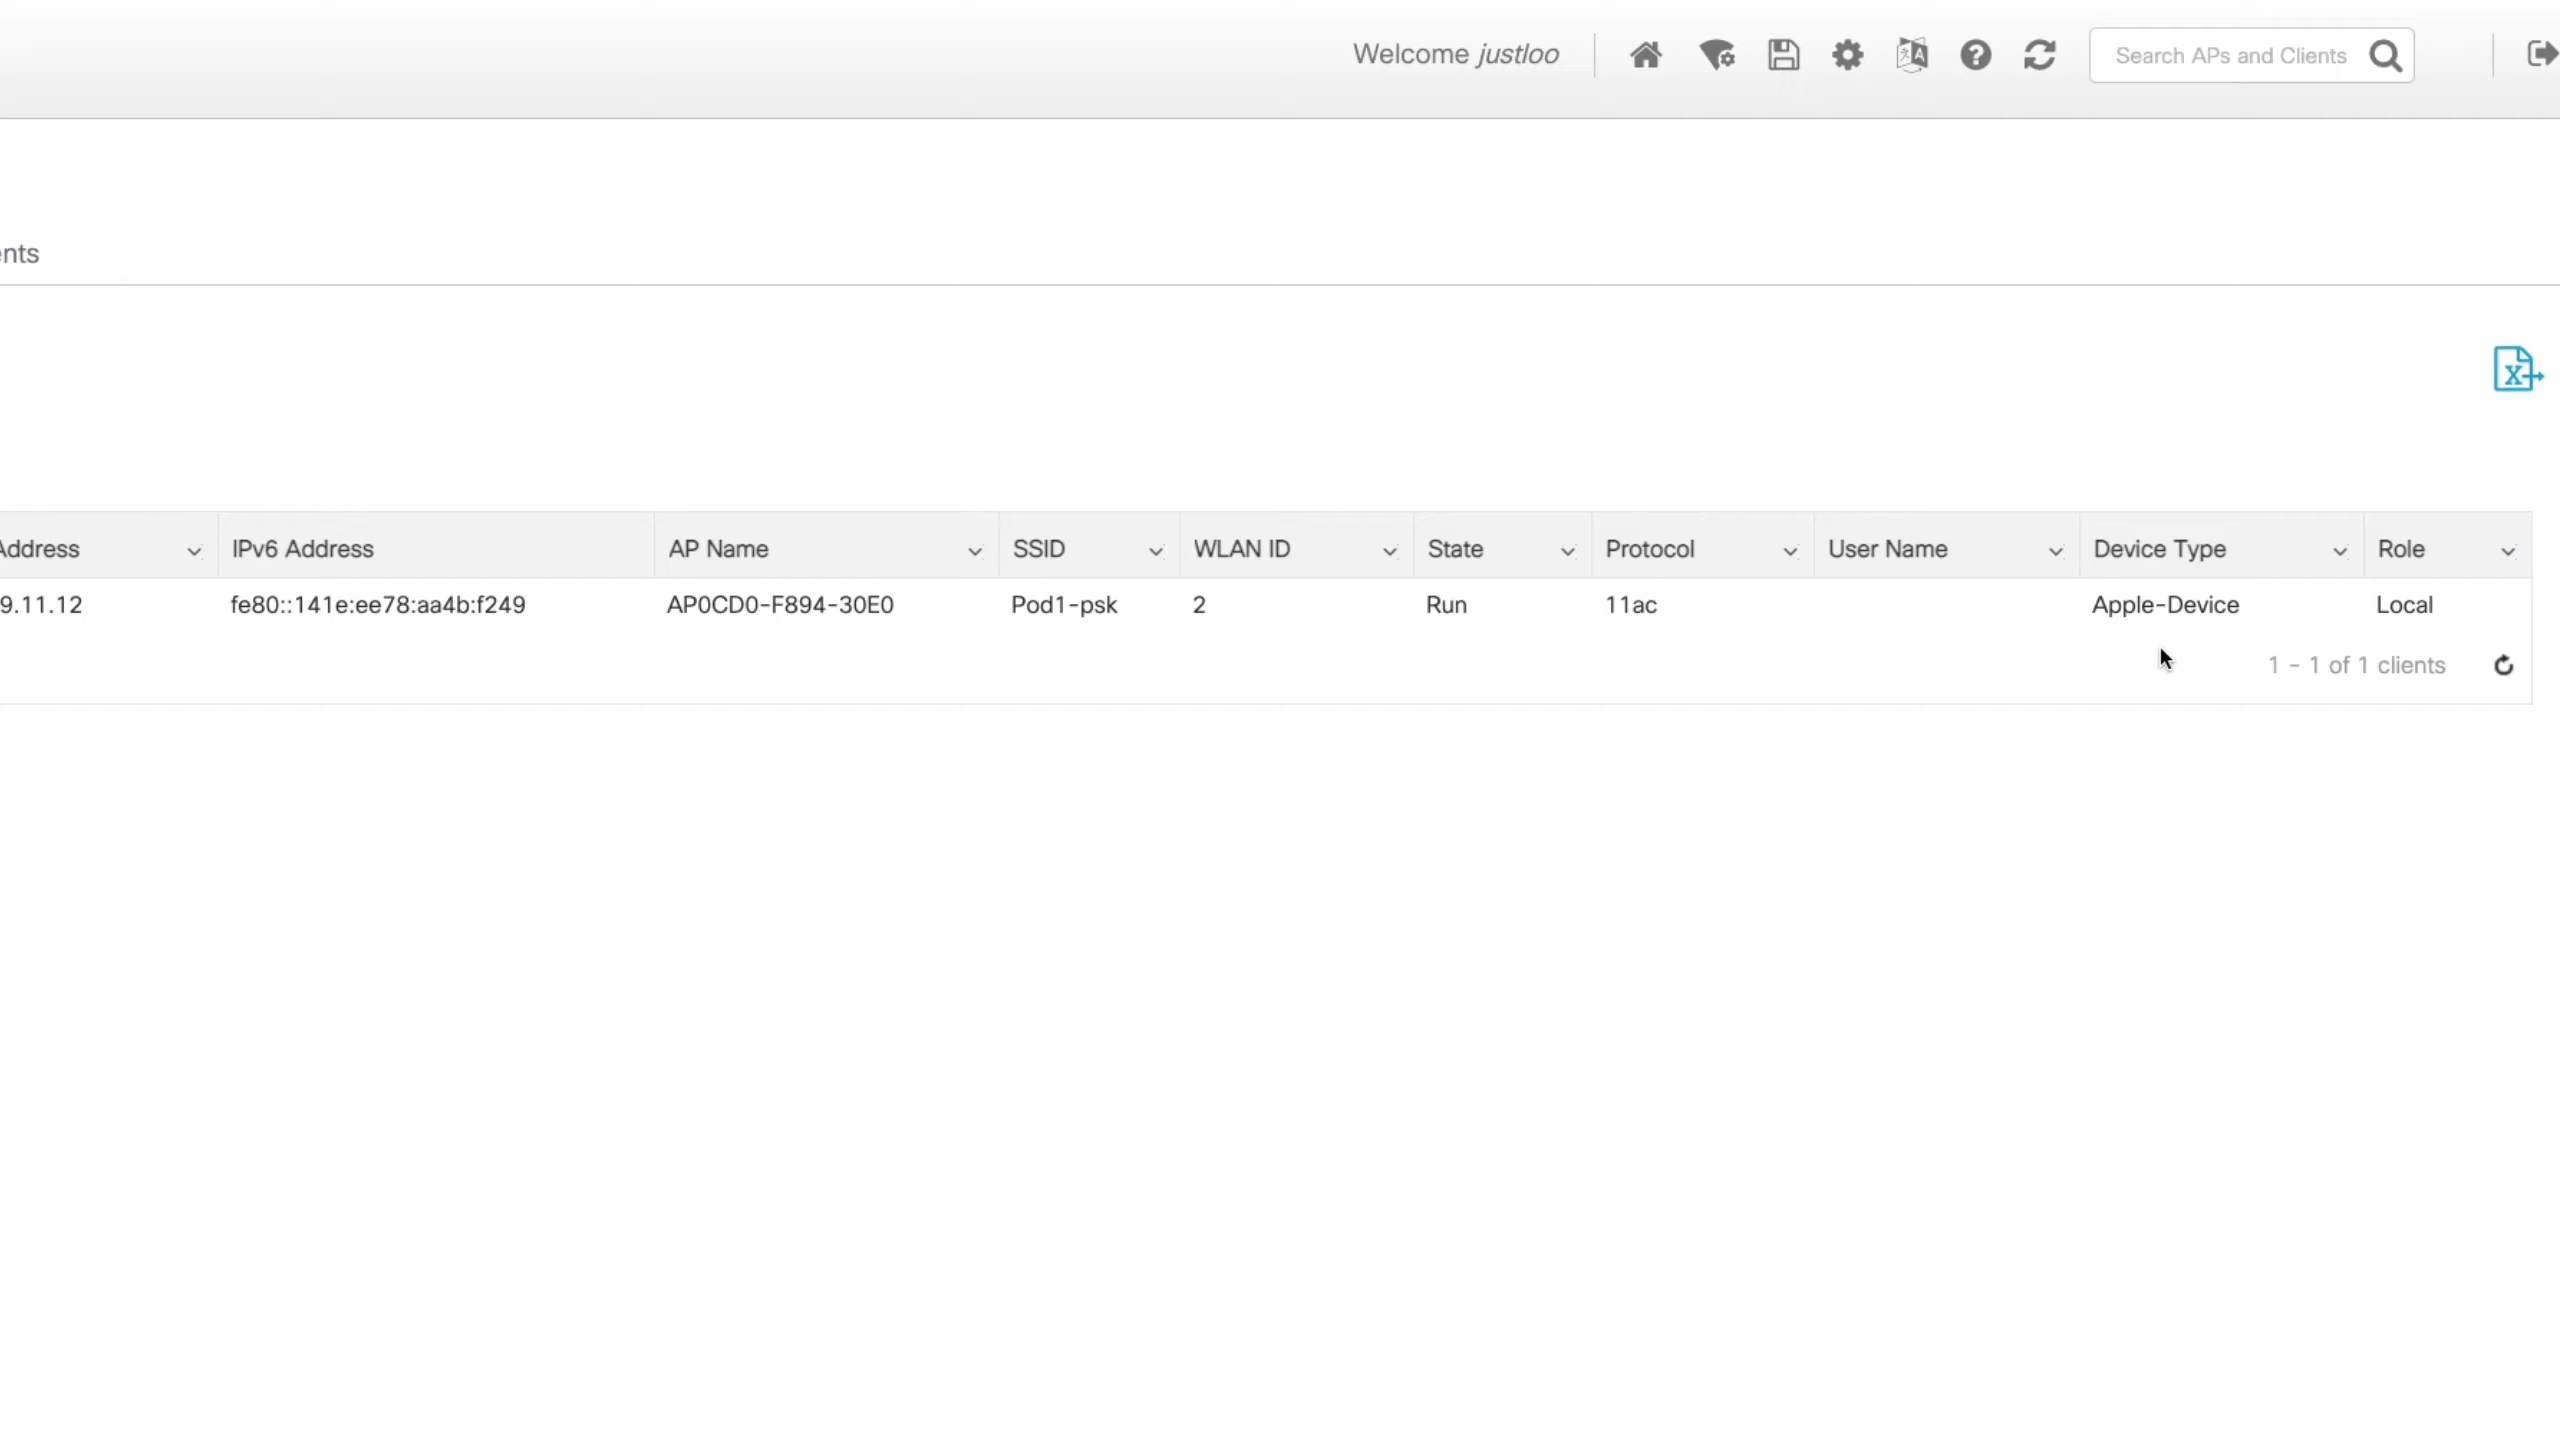 Welcome justloo Search APs and Clients
ents
Address IPv6 Address AP Name SSID WLAN ID State Protocol User Name Device Type Role
9.11.12 fe80::141e:ee78:aa4b:f249 AP0CD0-F894-30E0 Pod1-psk 2 Run 11ac Apple-Device Local
1 - 1 of 1 clients